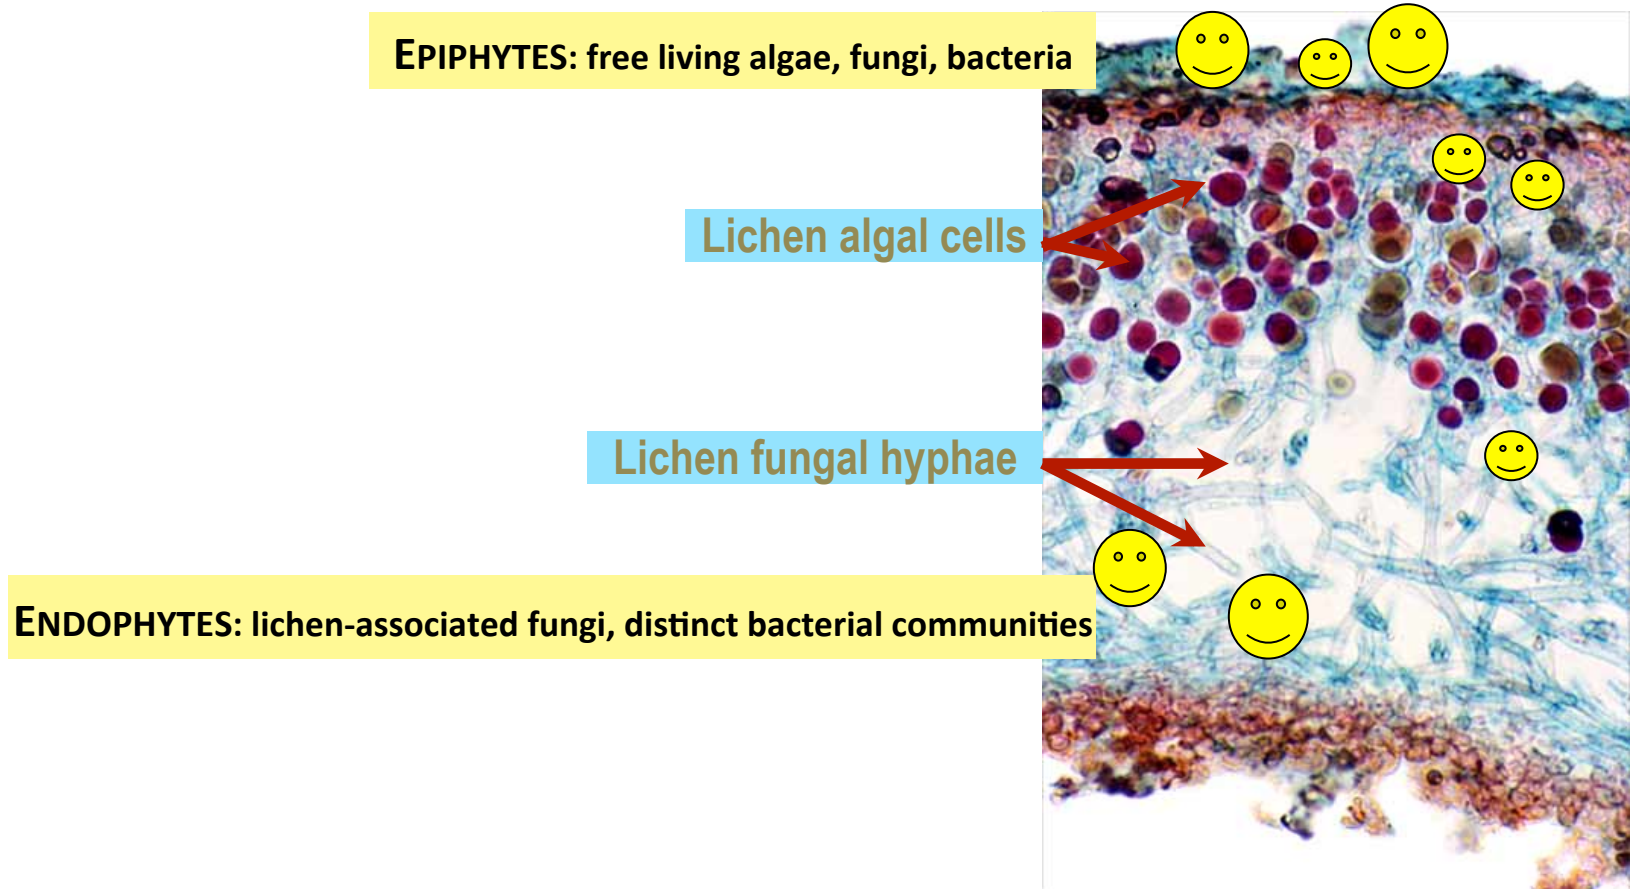 EPIPHYTES: free living algae, fungi, bacteria
Lichen algal cells
Lichen fungal hyphae
ENDOPHYTES: lichen-associated fungi, distinct bacterial communities